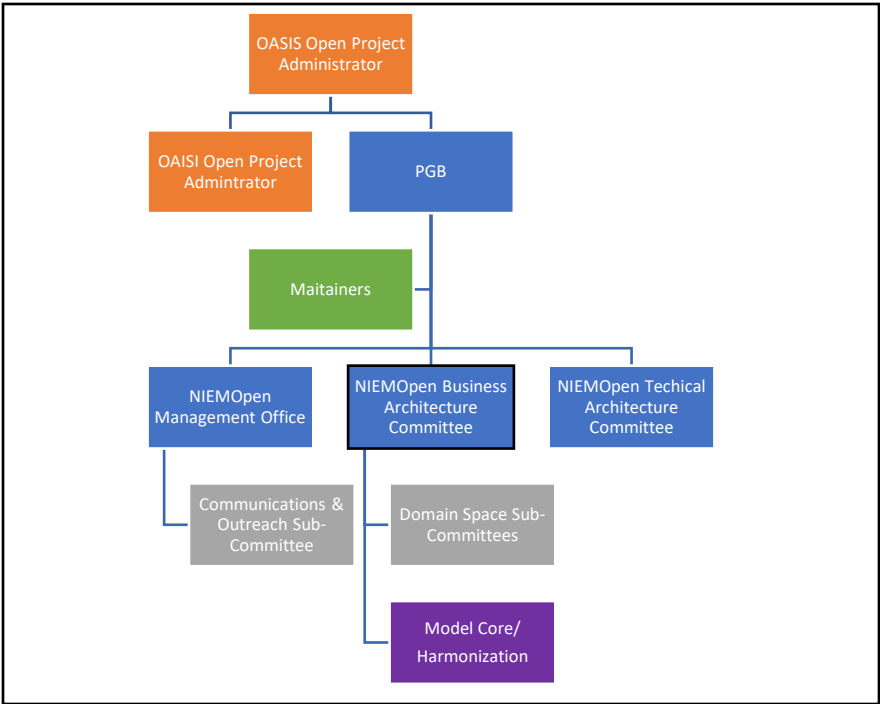 OASIS Open Project
Administrator
OAISI Open Project
Admintrator
PGB
Maitainers
NIEMOpen
Management Office
NIEMOpen Business
Architecture
Committee
NIEMOpen Techical
Architecture
Committee
Communications &
Outreach Sub-
Committee
Domain Space Sub-
Committees
Model Core/
Harmonization